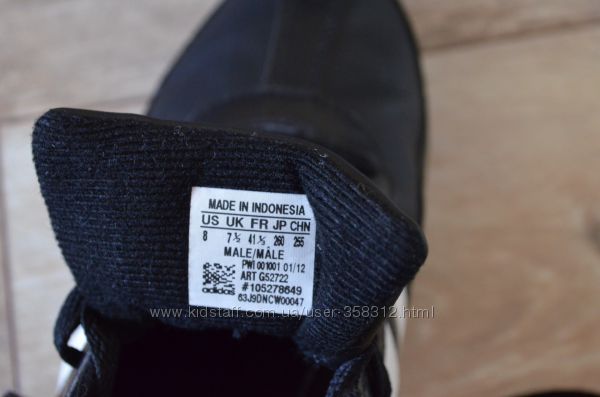 MADE IN INDONESIA
US UK FR JP CHN
8 7½ 41⅓ 260 255
MALE/MÂLE
PWI 001001 01/12
ART G52722
#105278649
63J9DNCW00047
adidas
www.kidstaff.com.ua/user-358312.html